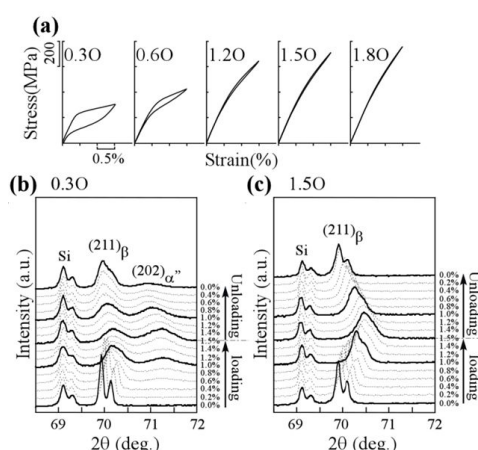 (a)
0.3O 0.6O 1.2O 1.5O 1.8O
Stress(MPa)
200
0.5%
Strain(%)
(b) 0.3O
Intensity (a.u.)
Si
(211)β
(202)α"
0.0%
0.4%
0.6%
0.8%
1.0%
1.2%
1.4%
1.5%
1.4%
1.2%
1.0%
0.8%
0.6%
0.4%
0.2%
0.0%
Unloading
loading
69 70 71 72
2θ (deg.)
(c) 1.5O
Intensity (a.u.)
Si
(211)β
0.0%
0.2%
0.4%
0.6%
0.8%
1.0%
1.2%
1.4%
1.5%
1.4%
1.2%
1.0%
0.8%
0.6%
0.4%
0.2%
0.0%
Unloading
loading
69 70 71 72
2θ (deg.)